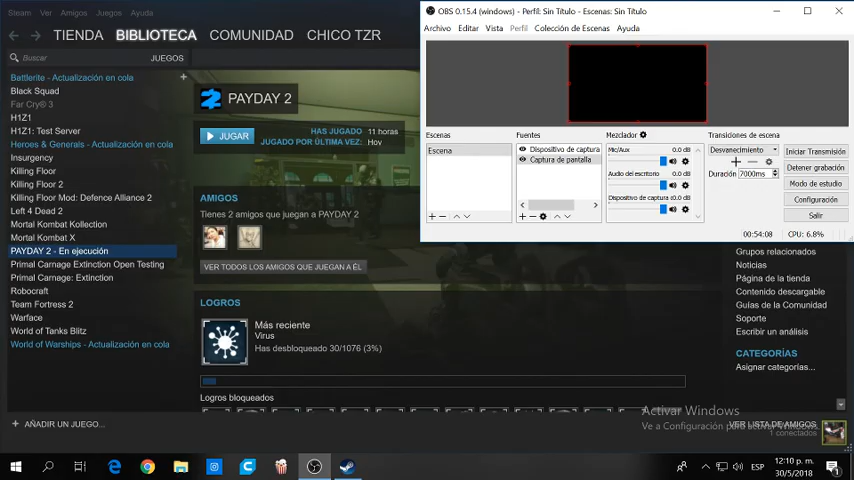 Steam Ver Amigos Juegos Ayuda
TIENDA BIBLIOTECA COMUNIDAD CHICO TZR
Buscar JUEGOS
Battlerite - Actualización en cola
Black Squad
Far Cry® 3
H1Z1
H1Z1: Test Server
Heroes & Generals - Actualización en cola
Insurgency
Killing Floor
Killing Floor 2
Killing Floor Mod: Defence Alliance 2
Left 4 Dead 2
Mortal Kombat Kollection
Mortal Kombat X
PAYDAY 2 - En ejecución
Primal Carnage Extinction Open Testing
Primal Carnage: Extinction
Robocraft
Team Fortress 2
Warface
World of Tanks Blitz
World of Warships - Actualización en cola
AÑADIR UN JUEGO...
PAYDAY 2
JUGAR
HAS JUGADO 11 horas
JUGADO POR ÚLTIMA VEZ: Hoy
AMIGOS
Tienes 2 amigos que juegan a PAYDAY 2
VER TODOS LOS AMIGOS QUE JUEGAN A ÉL
LOGROS
Más reciente
Virus
Has desbloqueado 30/1076 (3%)
Logros bloqueados
OBS 0.15.4 (windows) - Perfil: Sin Título - Escenas: Sin Título
Archivo Editar Vista Perfil Colección de Escenas Ayuda
Escenas
Escena
Fuentes
Dispositivo de captura
Captura de pantalla
Mezclador
Mic/Aux 0.0 dB
Audio del escritorio 0.0 dB
Dispositivo de captura 0.0 dB
Transiciones de escena
Desvanecimiento
Duración 7000ms
Iniciar Transmisión
Detener grabación
Modo de estudio
Configuración
Salir
00:54:08 CPU: 6.8%
Grupos relacionados
Noticias
Página de la tienda
Contenido descargable
Guías de la Comunidad
Soporte
Escribir un análisis
CATEGORÍAS
Asignar categorías...
Activar Windows
Ve a Configuración para activar Windows.
VER LISTA DE AMIGOS
1 conectados
ESP
12:10 p. m.
30/5/2018